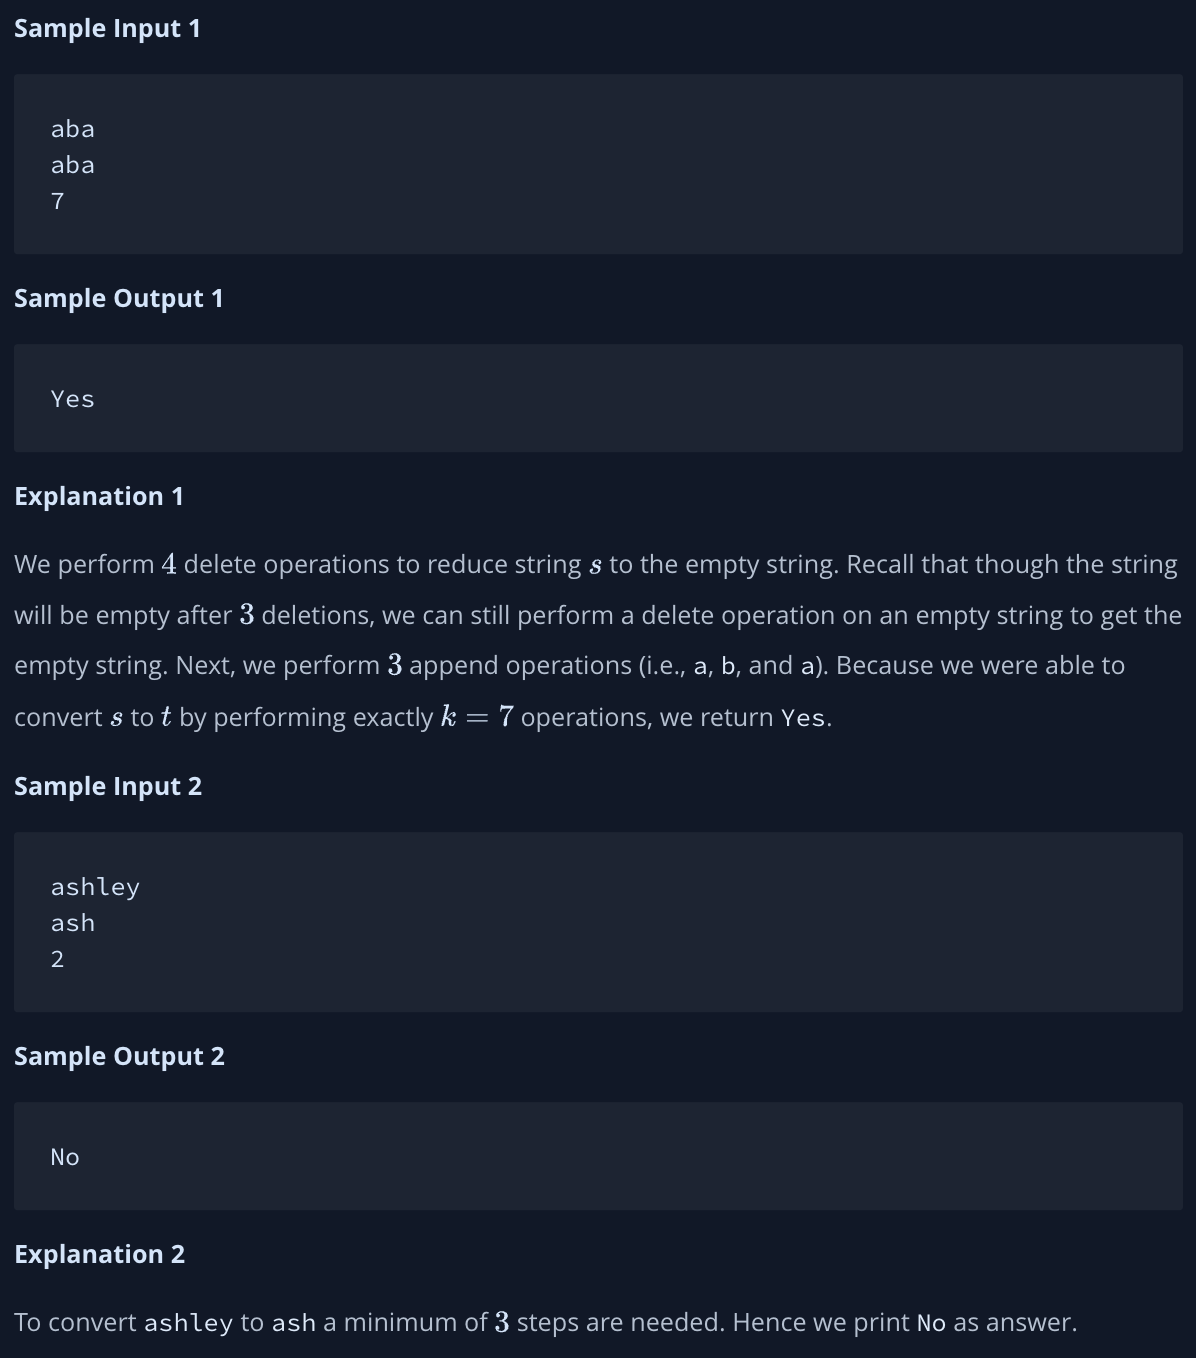 Sample Input 1
aba
aba
7
Sample Output 1
Yes
Explanation 1
We perform 4 delete operations to reduce string s to the empty string. Recall that though the string
will be empty after 3 deletions, we can still perform a delete operation on an empty string to get the
empty string. Next, we perform 3 append operations (i.e., a, b, and a). Because we were able to
convert s to t by performing exactly k = 7 operations, we return Yes.
Sample Input 2
ashley
ash
2
Sample Output 2
No
Explanation 2
To convert ashley to ash a minimum of 3 steps are needed. Hence we print No as answer.